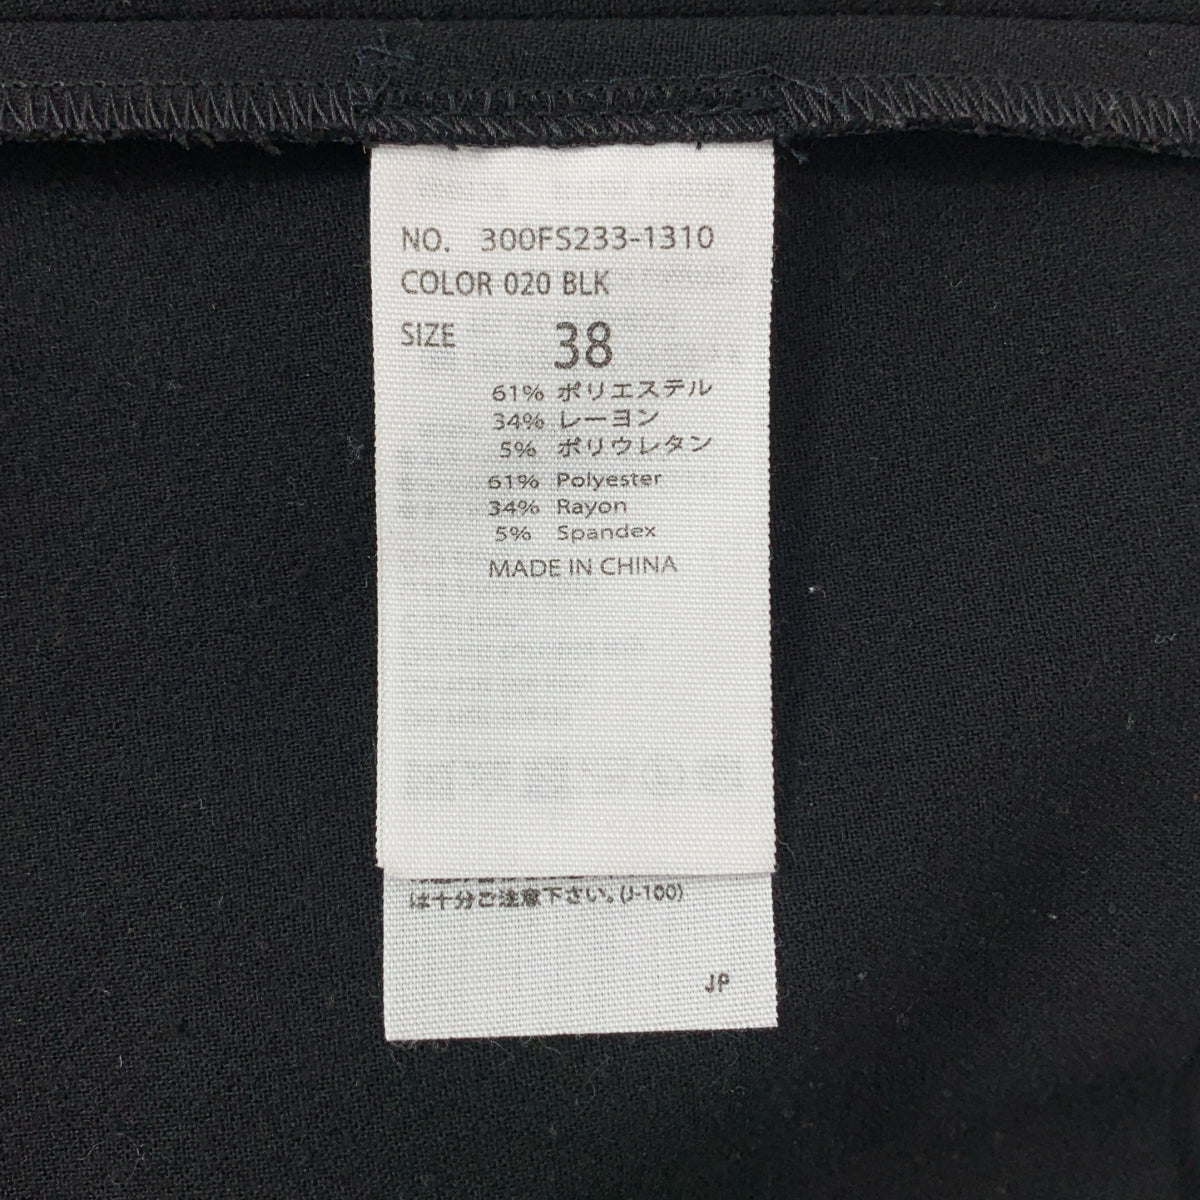 NO. 300FS233-1310
COLOR 020 BLK
SIZE 38
61% ポリエステル
34% レーヨン
5% ポリウレタン
61% Polyester
34% Rayon
5% Spandex
MADE IN CHINA
は十分ご注意下さい。(J-100)
JP